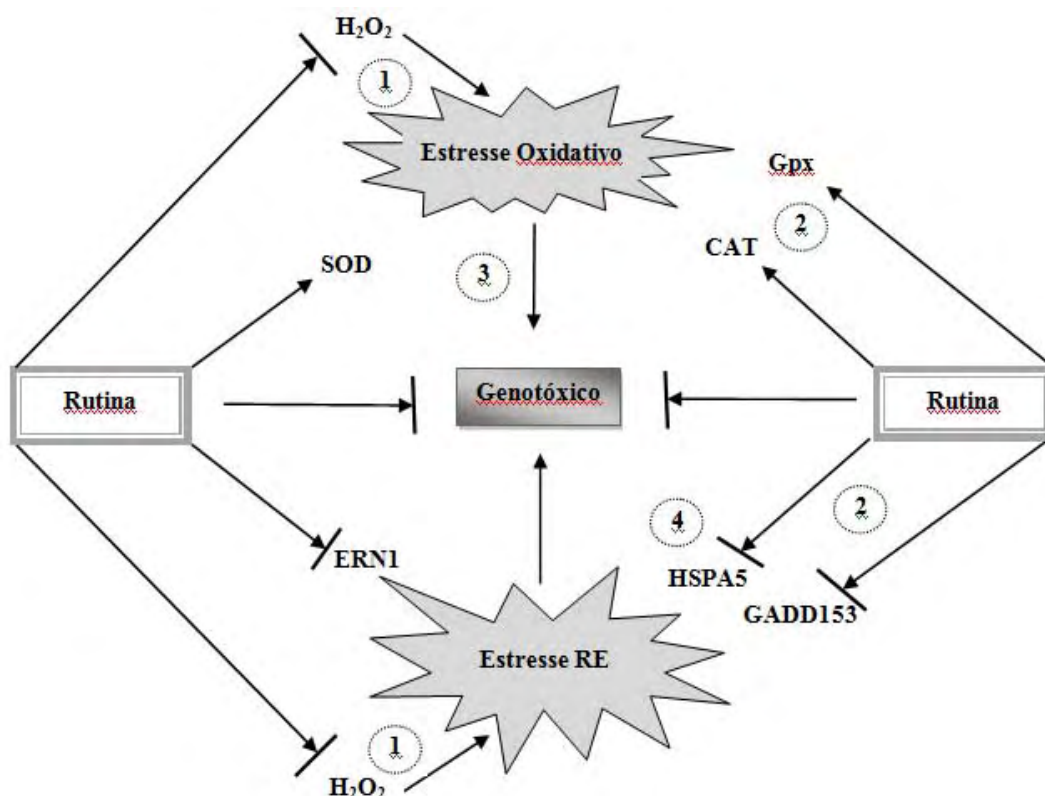 H₂O₂
1
Estresse Oxidativo
Gpx
2
CAT
SOD
3
Rutina
Genotóxico
Rutina
2
4
ERN1
HSPA5
GADD153
Estresse RE
1
H₂O₂